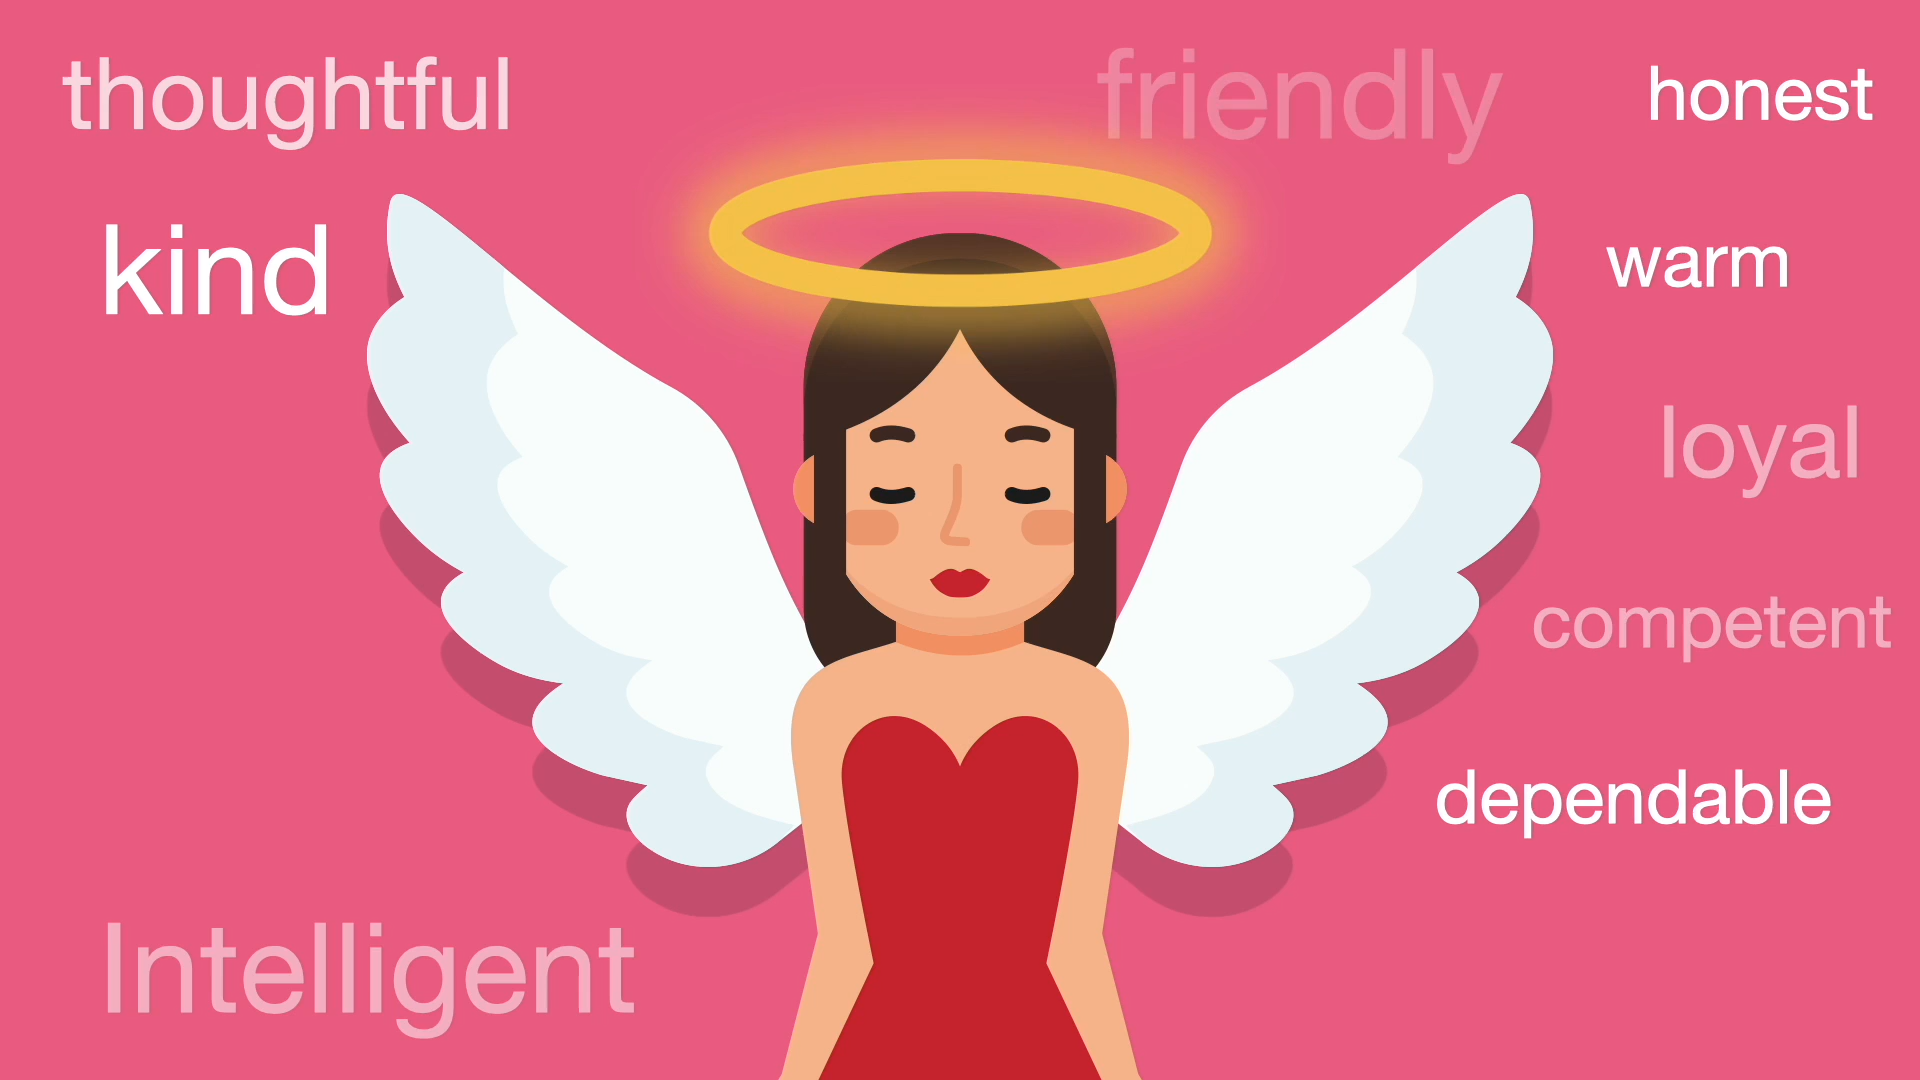 thoughtful
friendly
honest
kind
warm
loyal
competent
dependable
Intelligent